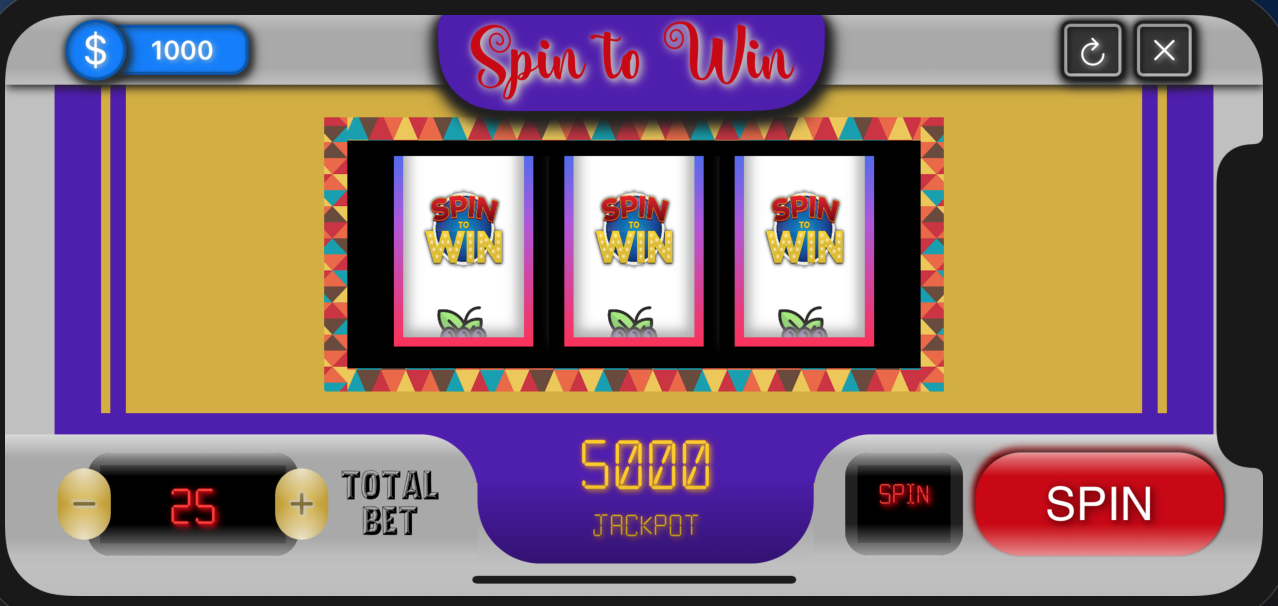 $ 1000
Spin to Win
SPIN
TO
WIN
SPIN
TO
WIN
SPIN
TO
WIN
5000
JACKPOT
− 25 +
TOTAL
BET
SPIN
SPIN